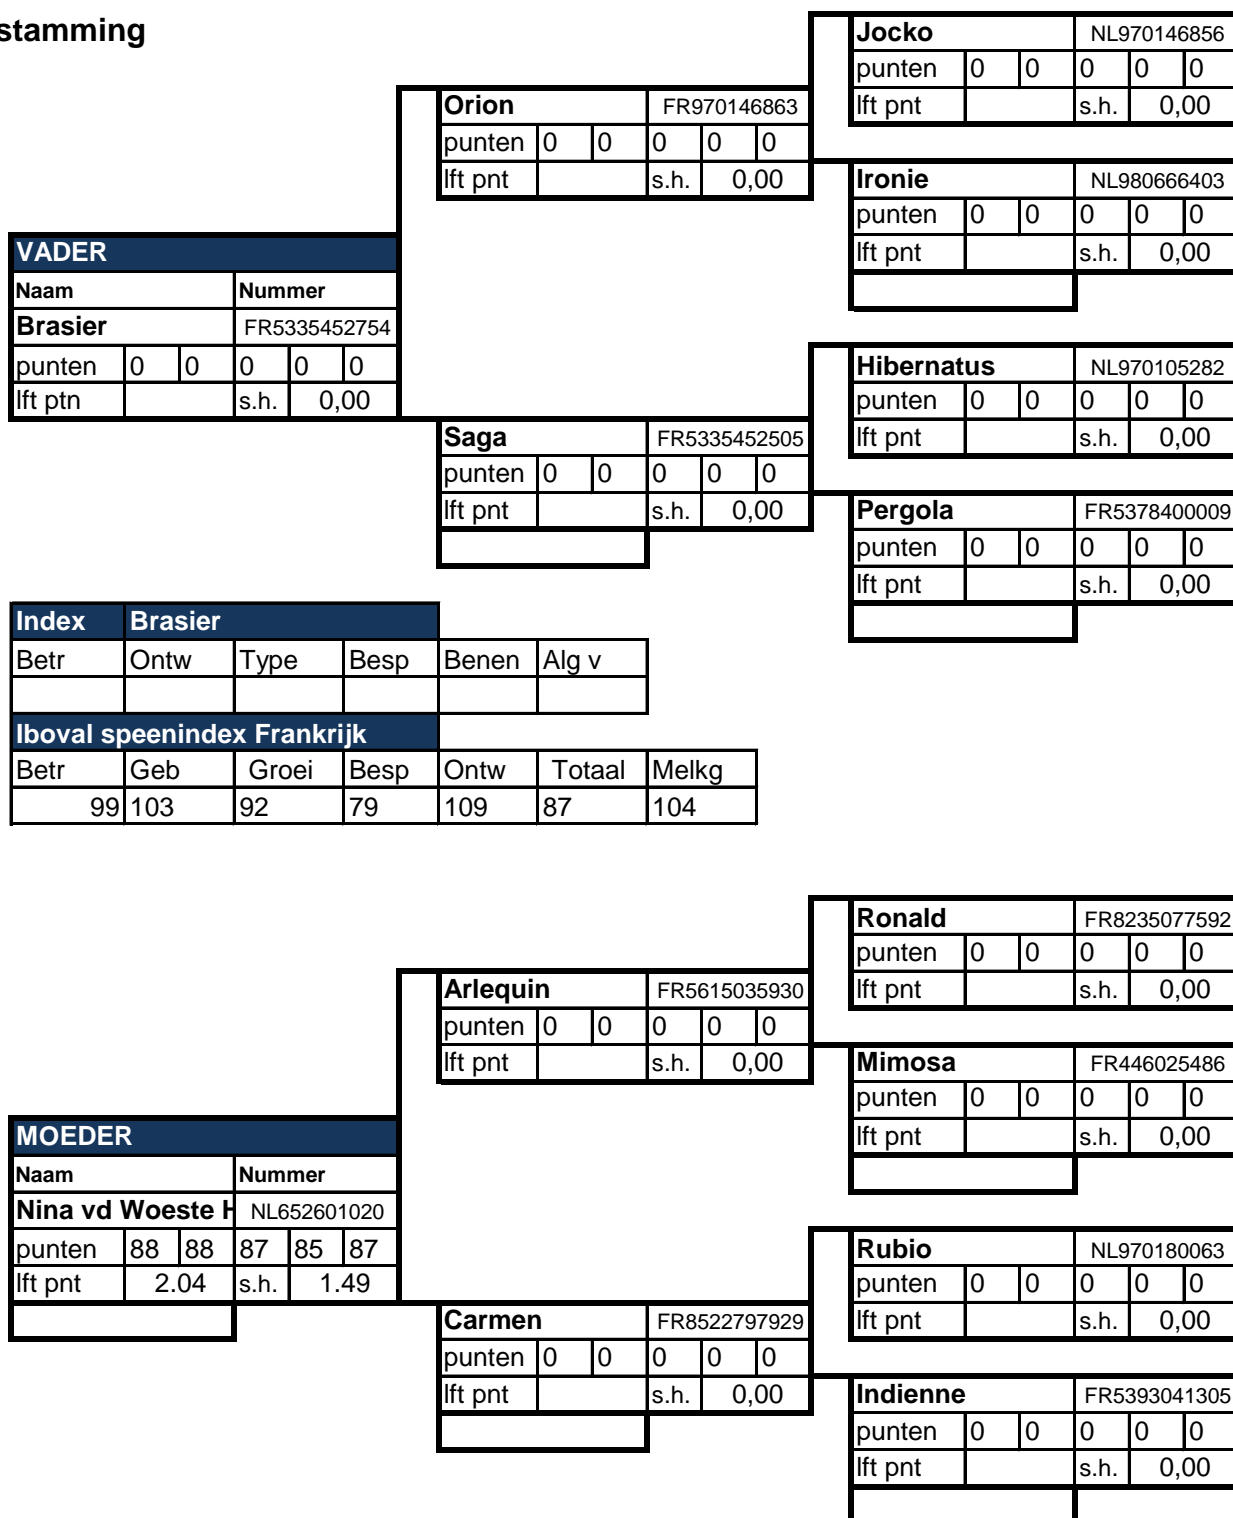 stamming
Jocko NL970146856
punten 0 0 0 0 0
lft pnt s.h. 0,00
Orion FR970146863
punten 0 0 0 0 0
lft pnt s.h. 0,00
Ironie NL980666403
punten 0 0 0 0 0
lft pnt s.h. 0,00
VADER
Naam Nummer
Brasier FR5335452754
punten 0 0 0 0 0
lft ptn s.h. 0,00
Hibernatus NL970105282
punten 0 0 0 0 0
lft pnt s.h. 0,00
Saga FR5335452505
punten 0 0 0 0 0
lft pnt s.h. 0,00
Pergola FR5378400009
punten 0 0 0 0 0
lft pnt s.h. 0,00
Index Brasier
Betr Ontw Type Besp Benen Alg v
Iboval speenindex Frankrijk
Betr Geb Groei Besp Ontw Totaal Melkg
99 103 92 79 109 87 104
Ronald FR8235077592
punten 0 0 0 0 0
lft pnt s.h. 0,00
Arlequin FR5615035930
punten 0 0 0 0 0
lft pnt s.h. 0,00
Mimosa FR446025486
punten 0 0 0 0 0
lft pnt s.h. 0,00
MOEDER
Naam Nummer
Nina vd Woeste H NL652601020
punten 88 88 87 85 87
lft pnt 2.04 s.h. 1.49
Rubio NL970180063
punten 0 0 0 0 0
lft pnt s.h. 0,00
Carmen FR8522797929
punten 0 0 0 0 0
lft pnt s.h. 0,00
Indienne FR5393041305
punten 0 0 0 0 0
lft pnt s.h. 0,00